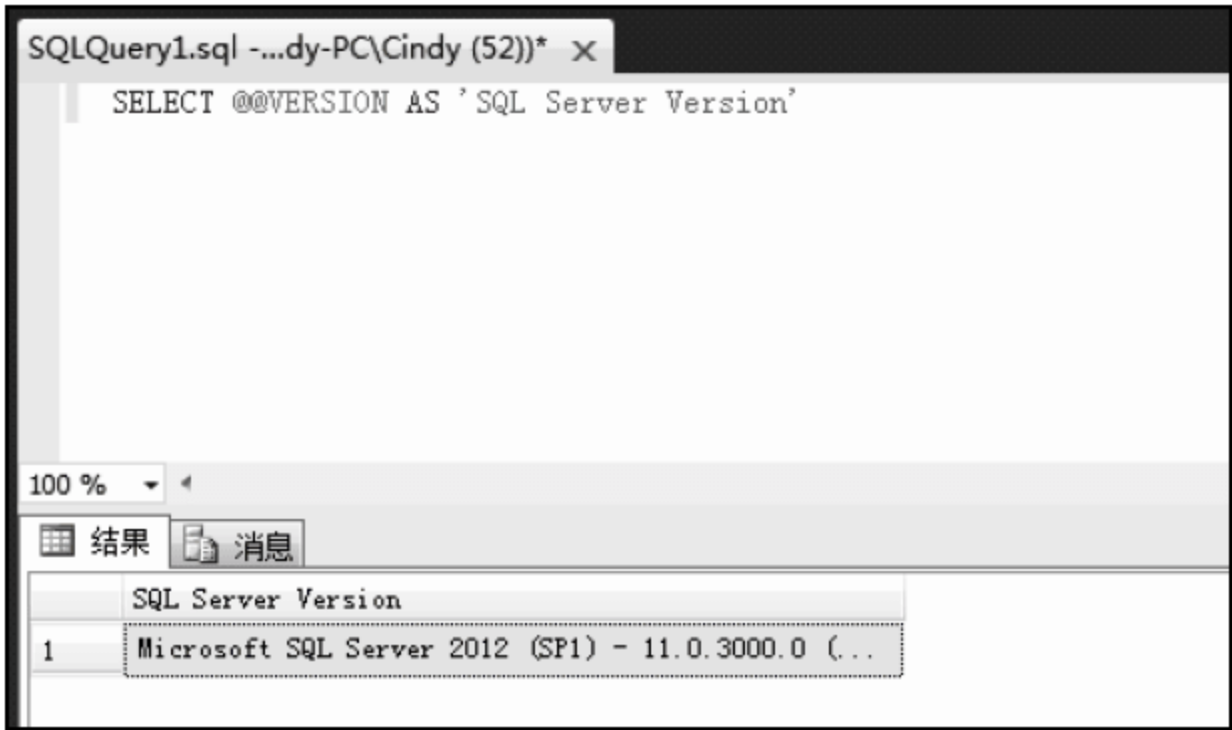 SQLQuery1.sql -...dy-PC\Cindy (52))* ×
SELECT @@VERSION AS 'SQL Server Version'
100 %
结果 消息
SQL Server Version
1 Microsoft SQL Server 2012 (SP1) - 11.0.3000.0 (...